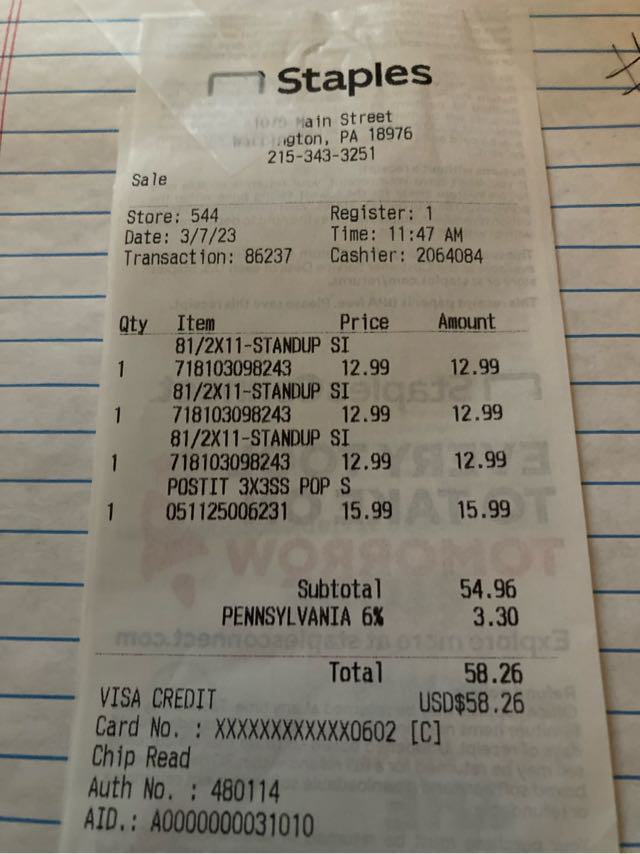 Staples
Main Street
ngton, PA 18976
215-343-3251
Sale
Store: 544 Register: 1
Date: 3/7/23 Time: 11:47 AM
Transaction: 86237 Cashier: 2064084
Qty Item Price Amount
81/2X11-STANDUP SI
1 718103098243 12.99 12.99
81/2X11-STANDUP SI
1 718103098243 12.99 12.99
81/2X11-STANDUP SI
1 718103098243 12.99 12.99
POSTIT 3X3SS POP S
1 051125006231 15.99 15.99
Subtotal 54.96
PENNSYLVANIA 6% 3.30
Total 58.26
VISA CREDIT USD$58.26
Card No. : XXXXXXXXXXXX0602 [C]
Chip Read
Auth No. : 480114
AID.: A0000000031010